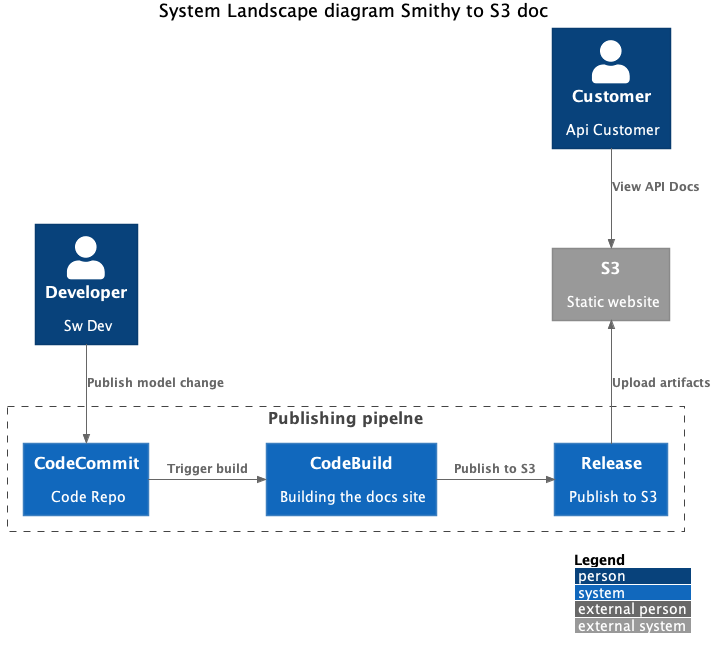 System Landscape diagram Smithy to S3 doc
Customer
Api Customer
View API Docs
Developer
Sw Dev
S3
Static website
Publish model change
Upload artifacts
Publishing pipelne
CodeCommit
Code Repo
Trigger build
CodeBuild
Building the docs site
Publish to S3
Release
Publish to S3
Legend
person
system
external person
external system